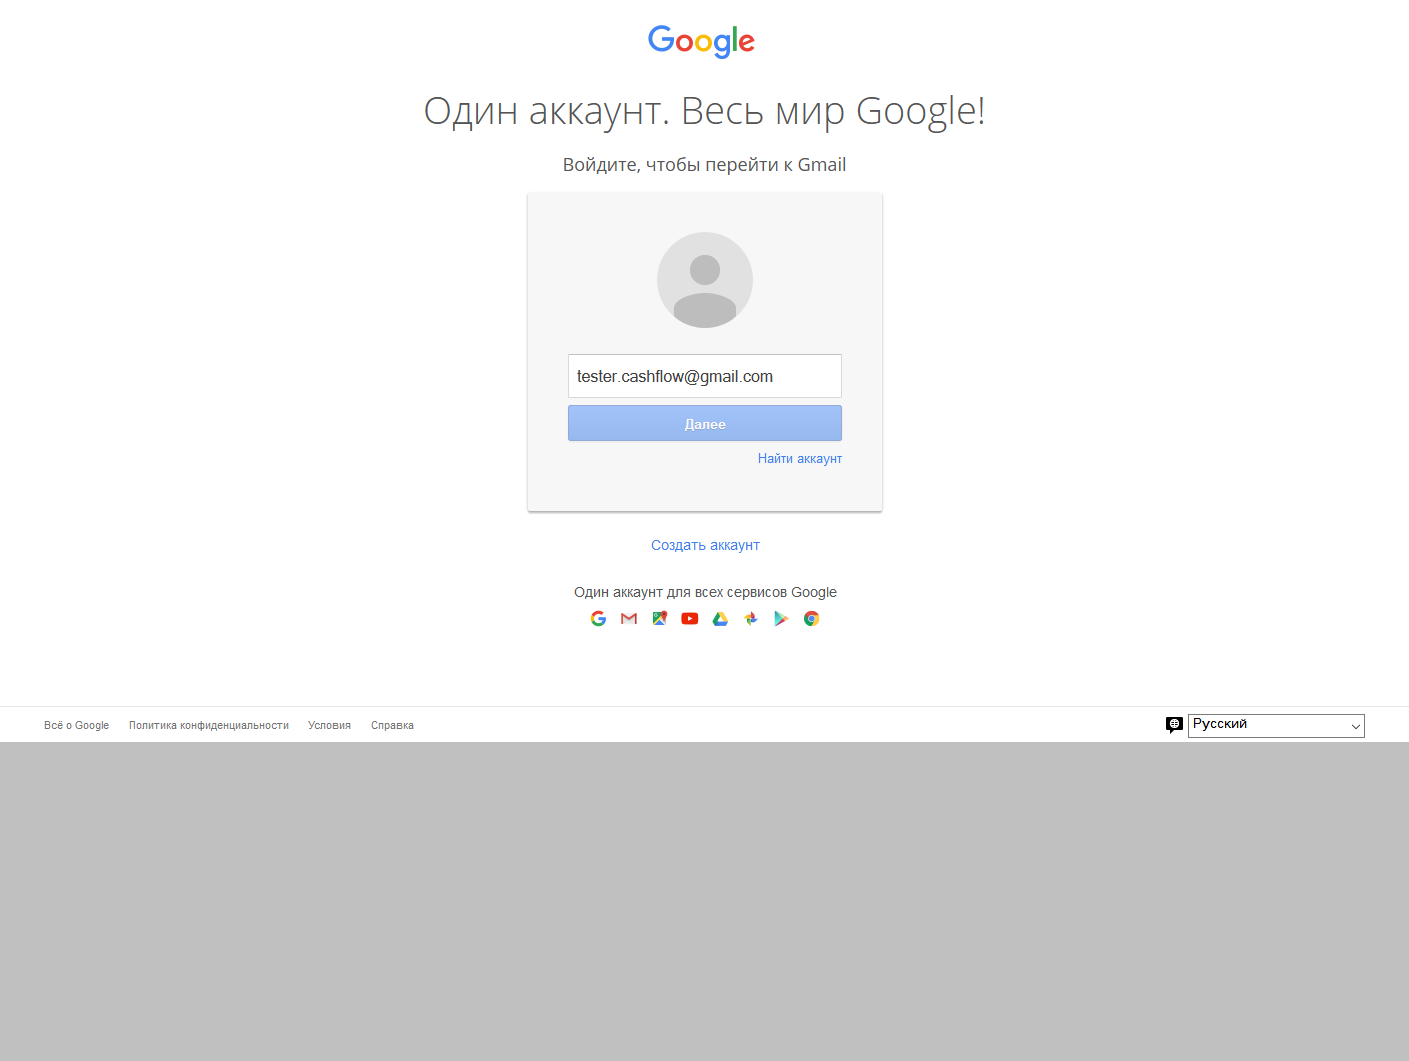 Google
Один аккаунт. Весь мир Google!
Войдите, чтобы перейти к Gmail
tester.cashflow@gmail.com
Далее
Найти аккаунт
Создать аккаунт
Один аккаунт для всех сервисов Google
Всё о Google Политика конфиденциальности Условия Справка Русский